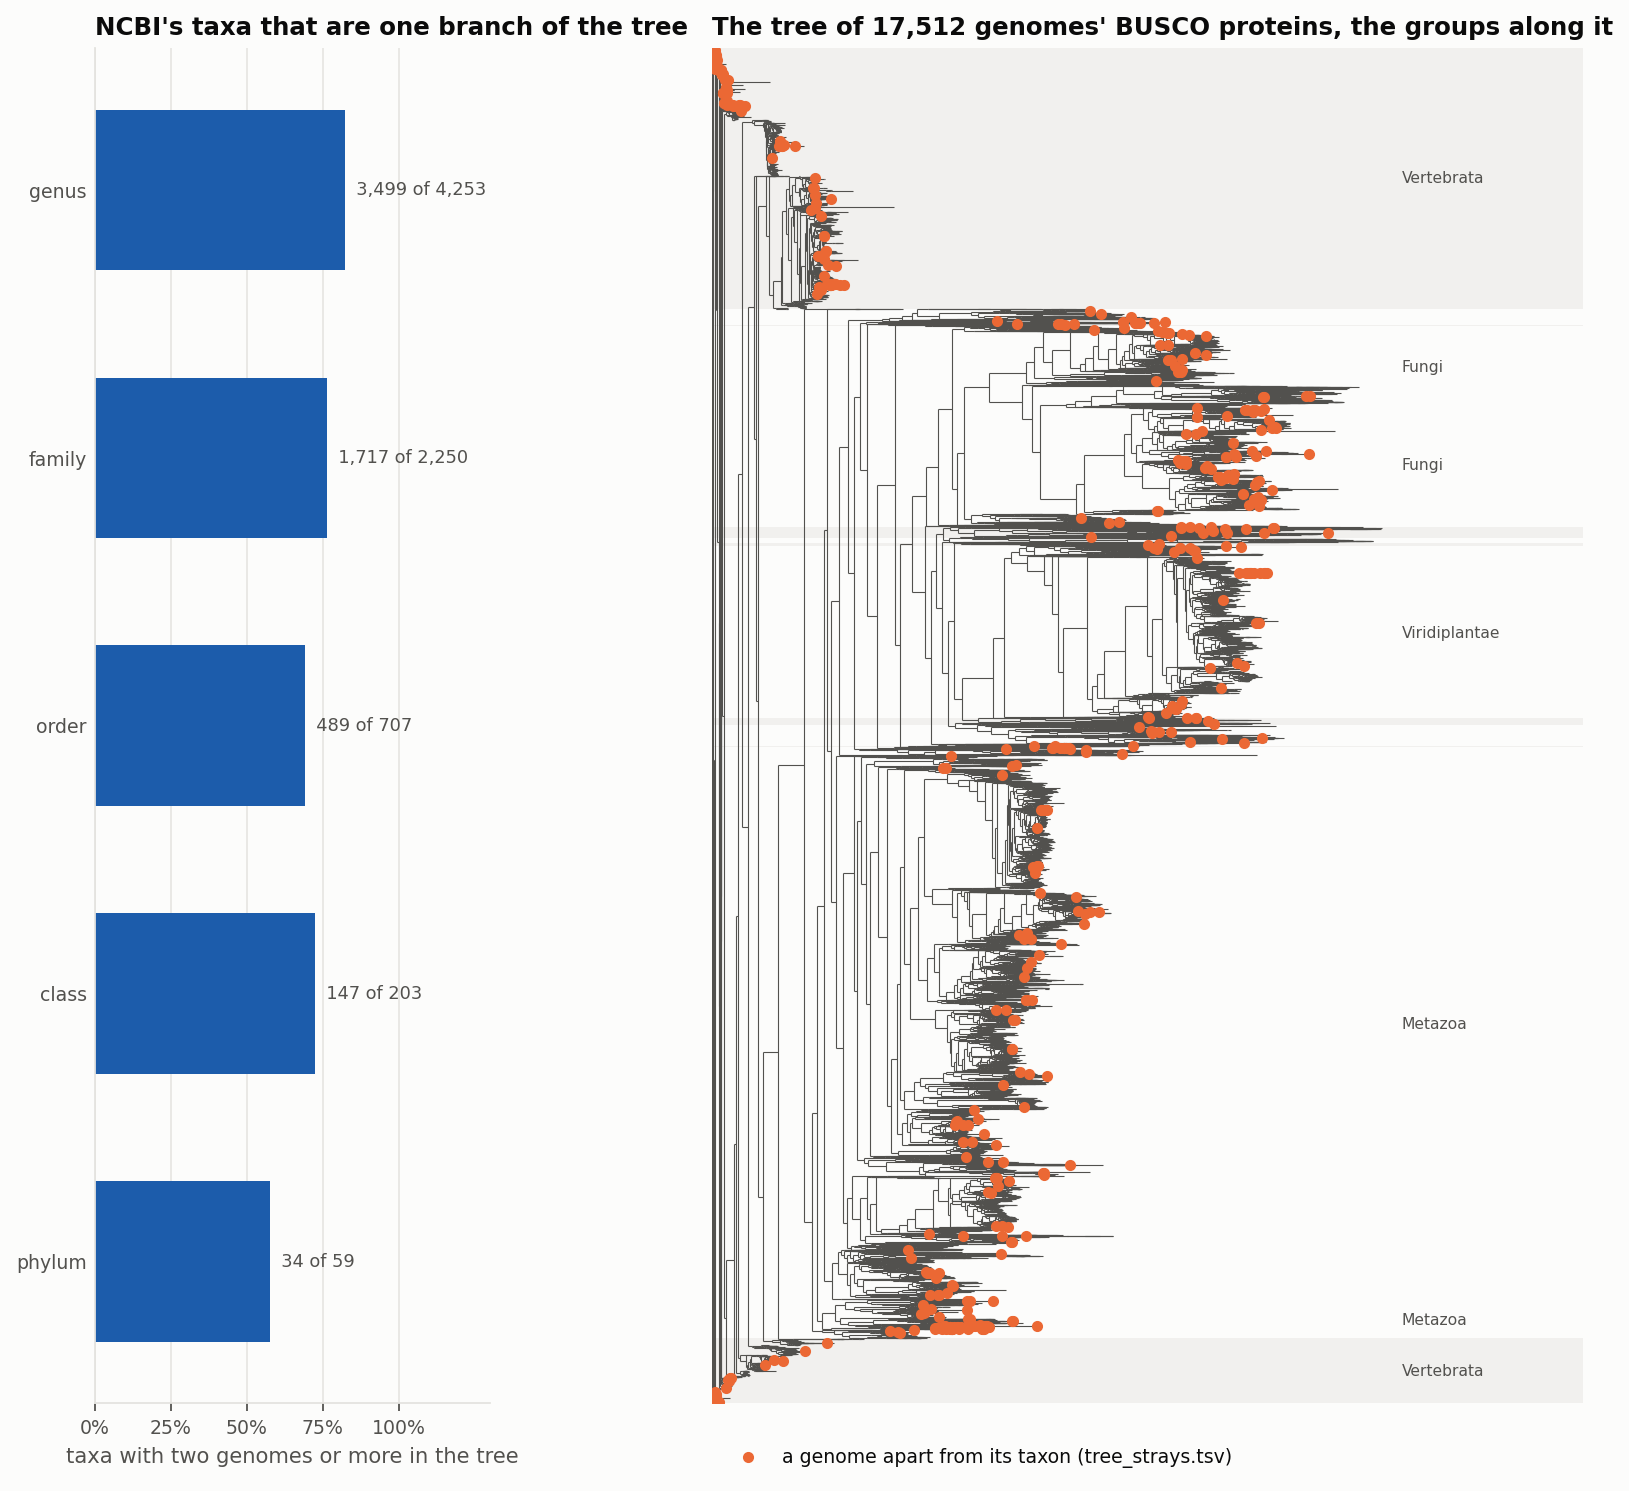 NCBI's taxa that are one branch of the tree
genus
3,499 of 4,253
family
1,717 of 2,250
order
489 of 707
class
147 of 203
phylum
34 of 59
0%
25%
50%
75%
100%
taxa with two genomes or more in the tree
The tree of 17,512 genomes' BUSCO proteins, the groups along it
Vertebrata
Fungi
Fungi
Viridiplantae
Metazoa
Metazoa
Vertebrata
a genome apart from its taxon (tree_strays.tsv)